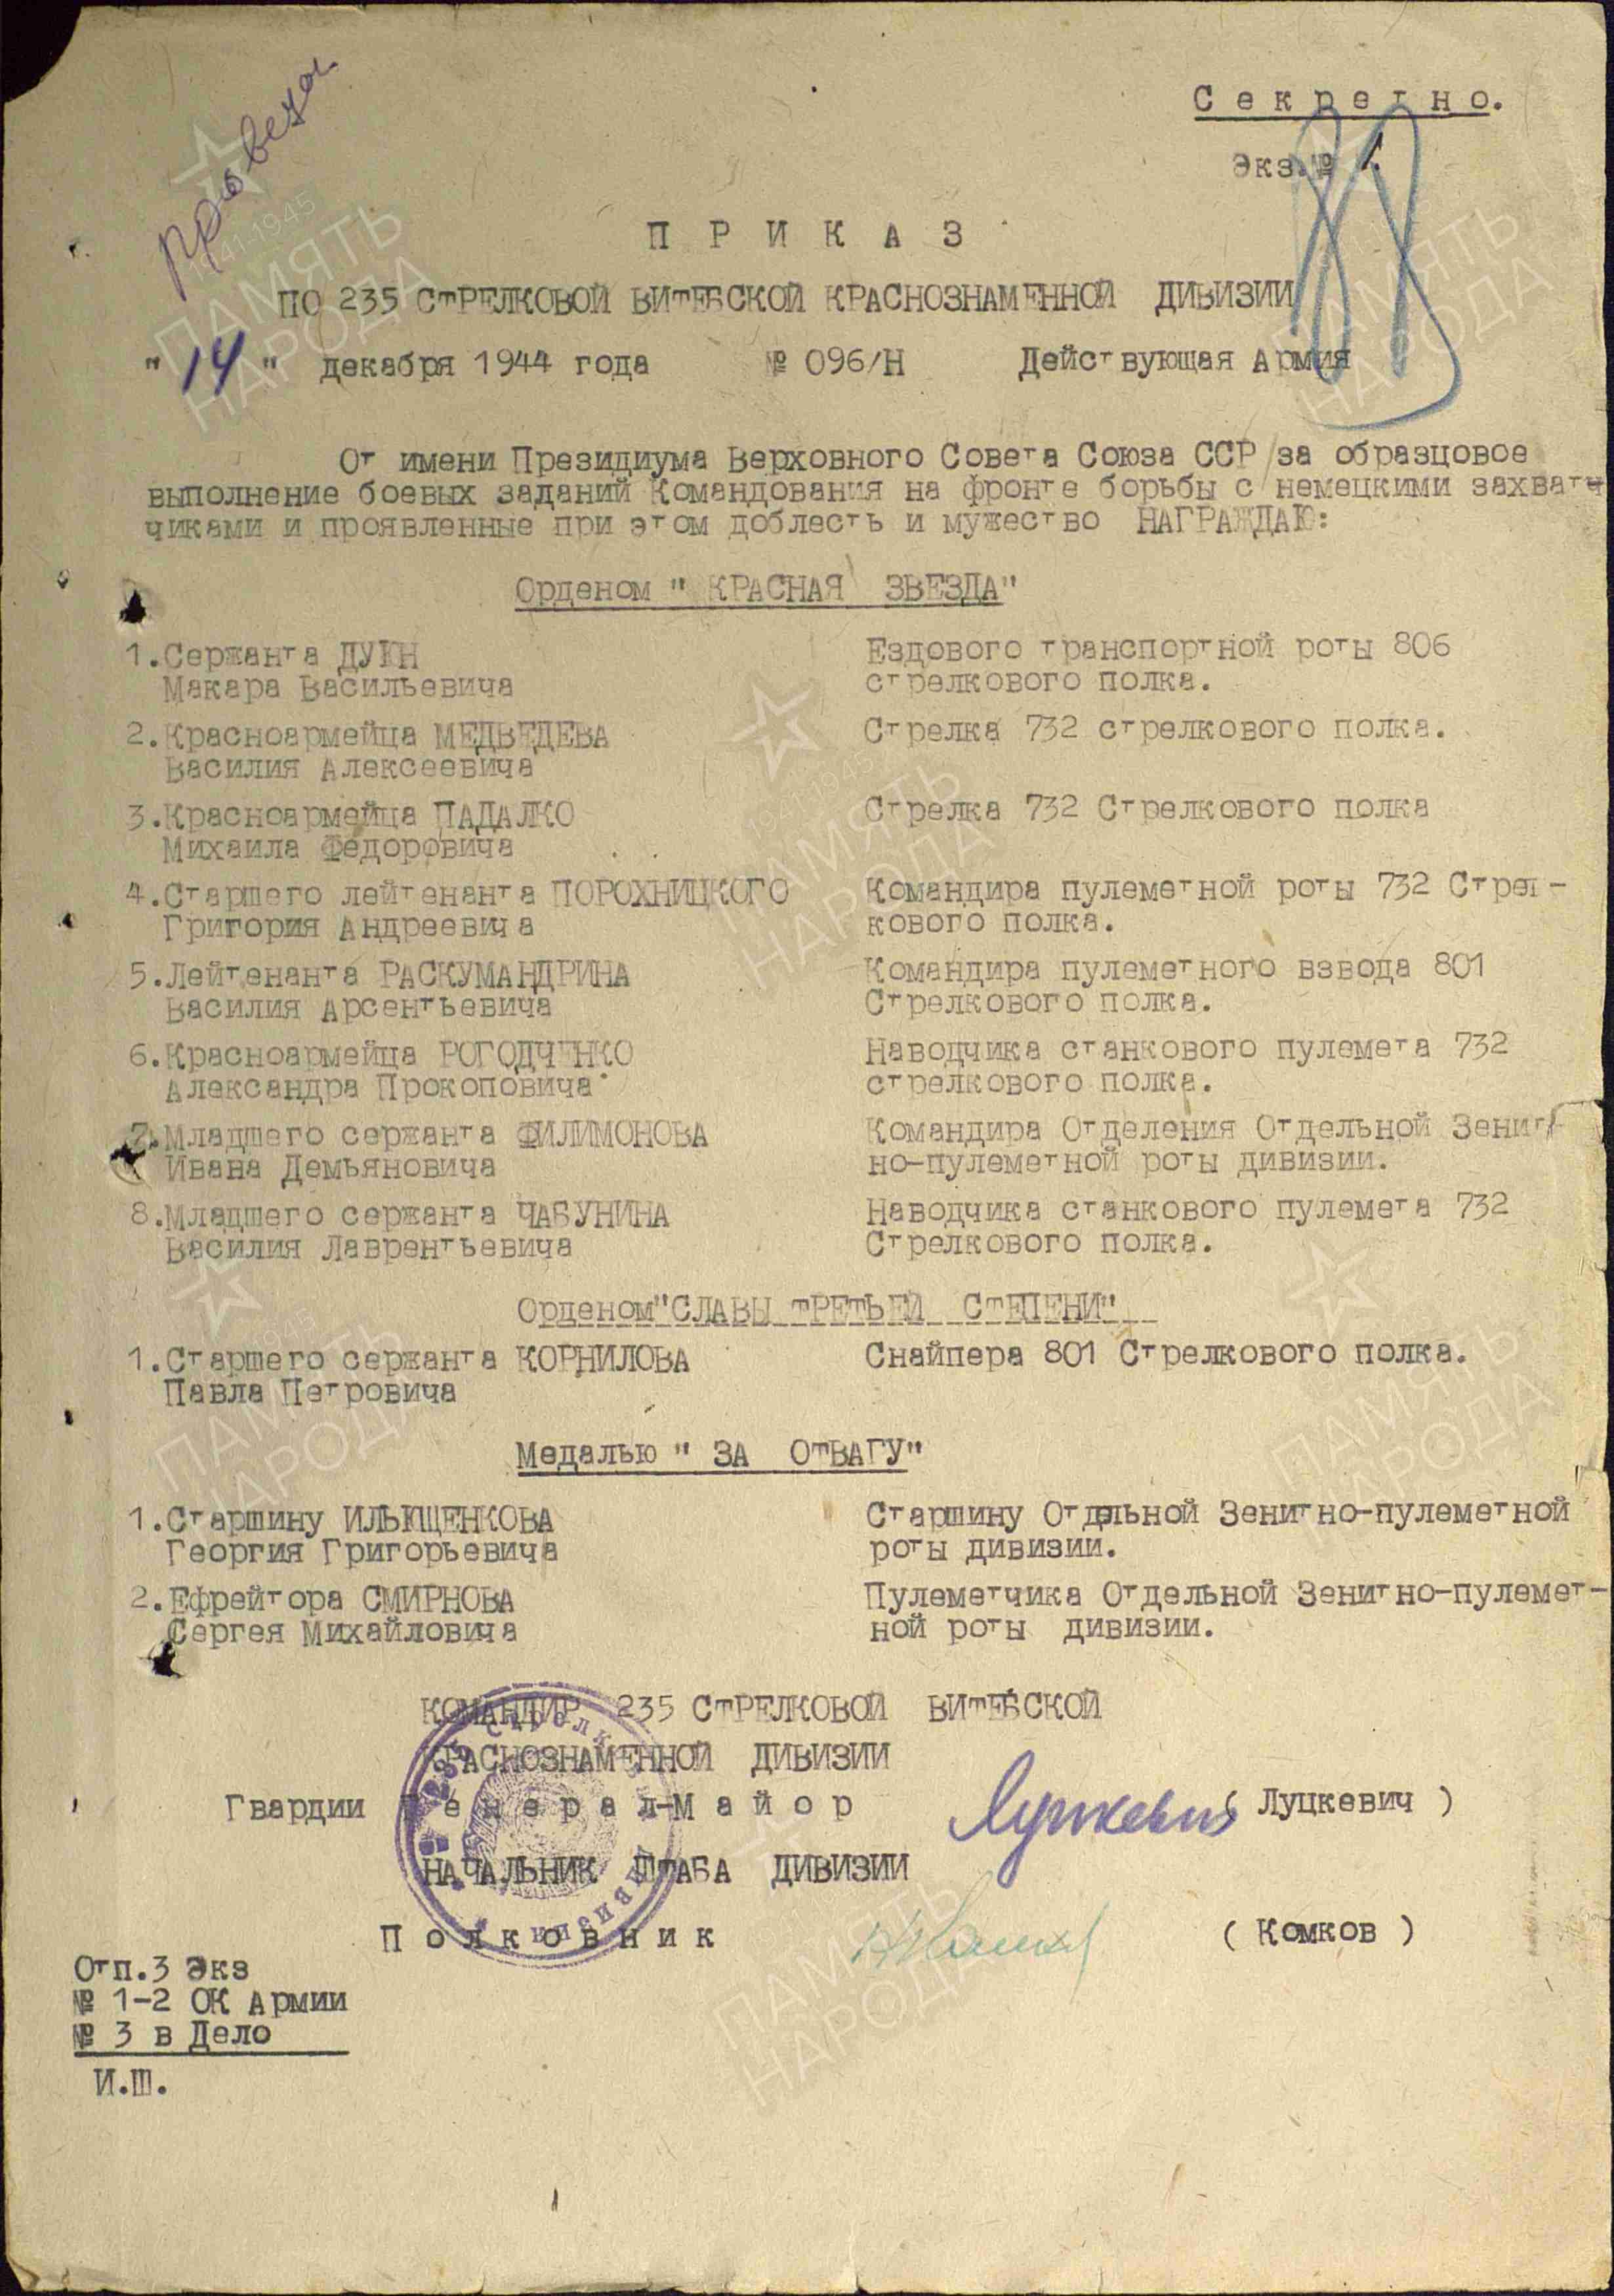 Секретно.
Экз.№ 1.
ПРИКАЗ
ПО 235 СТРЕЛКОВОЙ ВИТЕБСКОЙ КРАСНОЗНАМЕННОЙ ДИВИЗИИ
"14" декабря 1944 года № 096/Н Действующая Армия
От имени Президиума Верховного Совета Союза ССР за образцовое
выполнение боевых заданий Командования на фронте борьбы с немецкими захват-
чиками и проявленные при этом доблесть и мужество НАГРАЖДАЮ:
Орденом "КРАСНАЯ ЗВЕЗДА"
1.Сержанта Ездового транспортной роты 806
Макара Васильевича стрелкового полка.
2.Красноармейца МЕДВЕДЕВА Стрелка 732 стрелкового полка.
Василия Алексеевича
3.Красноармейца ПАДАЛКО Стрелка 732 Стрелкового полка
Михаила Федоровича
4.Старшего лейтенанта ПОРОХНИЦКОГО Командира пулеметной роты 732 Стрел-
Григория Андреевича кового полка.
5.Лейтенанта РАСКУМАНДРИНА Командира пулеметного взвода 801
Василия Арсентьевича Стрелкового полка.
6.Красноармейца РОГОДЧЕНКО Наводчика станкового пулемета 732
Александра Прокоповича стрелкового полка.
7.Младшего сержанта ФИЛИМОНОВА Командира Отделения Отдельной Зенит-
Ивана Демьяновича но-пулеметной роты дивизии.
8.Младшего сержанта ЧАБУНИНА Наводчика станкового пулемета 732
Василия Лаврентьевича Стрелкового полка.
Орденом"СЛАВЫ ТРЕТЬЕЙ СТЕПЕНИ"
1.Старшего сержанта КОРНИЛОВА Снайпера 801 Стрелкового полка.
Павла Петровича
Медалью "ЗА ОТВАГУ"
1.Старшину ИЛЬЮЩЕНКОВА Старшину Отдельной Зенитно-пулеметной
Георгия Григорьевича роты дивизии.
2.Ефрейтора СМИРНОВА Пулеметчика Отдельной Зенитно-пулемет-
Сергея Михайловича ной роты дивизии.
КОМАНДИР 235 СТРЕЛКОВОЙ ВИТЕБСКОЙ
КРАСНОЗНАМЕННОЙ ДИВИЗИИ
Гвардии Генерал-Майор Луцкевич (Луцкевич)
НАЧАЛЬНИК ШТАБА ДИВИЗИИ
Полковник (Комков)
Отп.3 Экз
№ 1-2 ОК Армии
№ 3 в Дело
И.Ш.
1941-1945
ПАМЯТЬ
НАРОДА